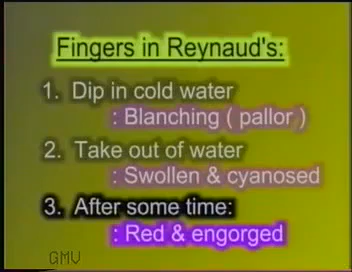 Fingers in Reynaud's:
1. Dip in cold water
: Blanching ( pallor )
2. Take out of water
: Swollen & cyanosed
3. After some time:
: Red & engorged
GMV